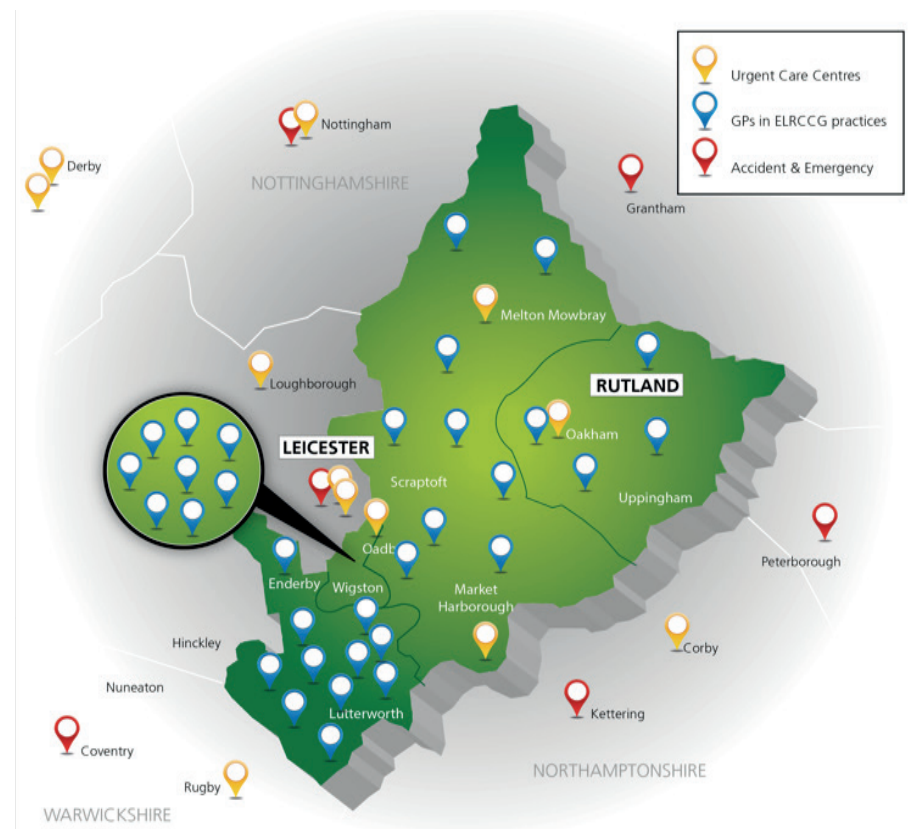 Urgent Care Centres
GPs in ELRCCG practices
Accident & Emergency
Nottingham
Derby
NOTTINGHAMSHIRE
Grantham
Melton Mowbray
Loughborough
RUTLAND
LEICESTER
Oakham
Scraptoft
Uppingham
Oadb
Peterborough
Enderby
Wigston
Market
Harborough
Hinckley
Corby
Nuneaton
Lutterworth
Kettering
Coventry
NORTHAMPTONSHIRE
Rugby
WARWICKSHIRE